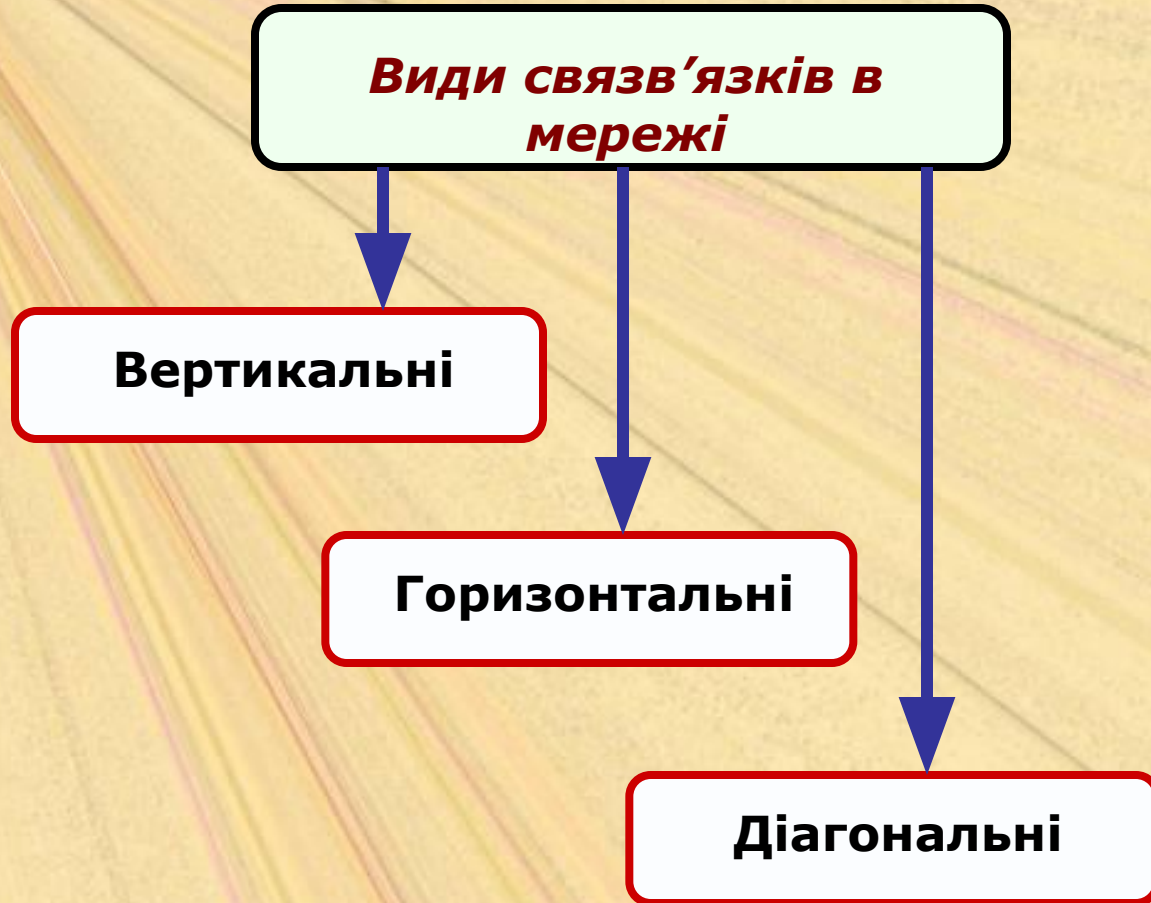 Види связв’язків в
мережі
Вертикальні
Горизонтальні
Діагональні